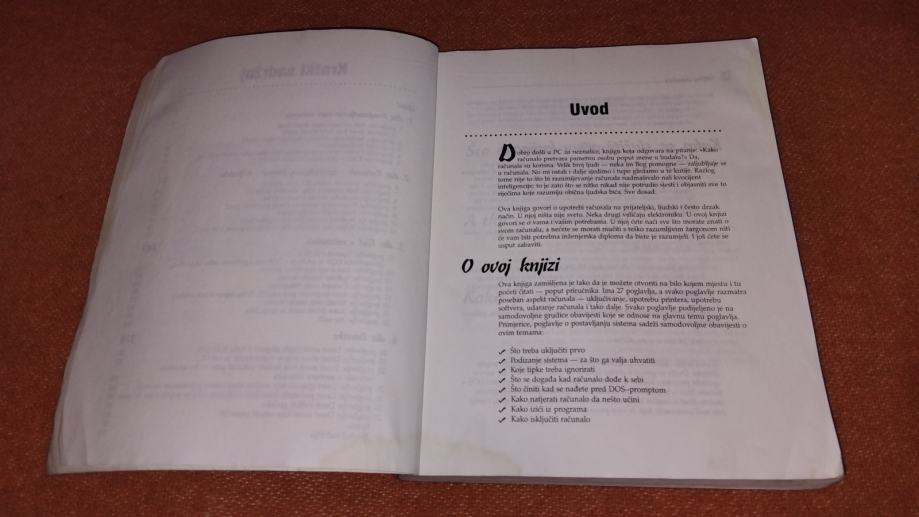 Uvod
Dobro došli u PC za neznalice, knjigu koja odgovara na pitanje: »Kako
računalo pretvara pametnu osobu poput mene u budalu?« Da,
računala su korisna. Velik broj ljudi — neka im Bog pomogne — zaljubljuje se
u računala. No mi ostali i dalje sjedimo i tupo gledamo u te kutije. Razlog
tome nije to što bi razumijevanje računala nadmašivalo naš kvocijent
inteligencije; to je zato što se nitko nikad nije potrudio sjesti i objasniti sve to
riječima koje razumiju obična ljudska bića. Sve dosad.
Ova knjiga govori o upotrebi računala na prijateljski, ljudski i često drzak
način. U njoj ništa nije sveto. Neka drugi veličaju elektroniku. U ovoj knjizi
govori se o vama i vašim potrebama. U njoj ćete naći sve što morate znati o
svom računalu, a nećete se morati mučiti s teško razumljivim žargonom niti
će vam biti potrebna inženjerska diploma da biste je razumjeli. I još ćete se
usput zabaviti.
O ovoj knjizi
Ova knjiga zamišljena je tako da je možete otvoriti na bilo kojem mjestu i tu
početi čitati — poput priručnika. Ima 27 poglavlja, a svako poglavlje razmatra
poseban aspekt računala — uključivanje, upotrebu printera, upotrebu
softvera, udaranje računala i tako dalje. Svako poglavlje podijeljeno je na
samodovoljne grudice obavijesti koje se odnose na glavnu temu poglavlja.
Primjerice, poglavlje o postavljanju sistema sadrži samodovoljne obavijesti o
ovim temama:
Što treba uključiti prvo
Podizanje sistema — za što ga valja uhvatiti
Koje tipke treba ignorirati
Što se događa kad računalo dođe k sebi
Što činiti kad se nađete pred DOS–promptom
Kako natjerati računalo da nešto učini
Kako izići iz programa
Kako isključiti računalo